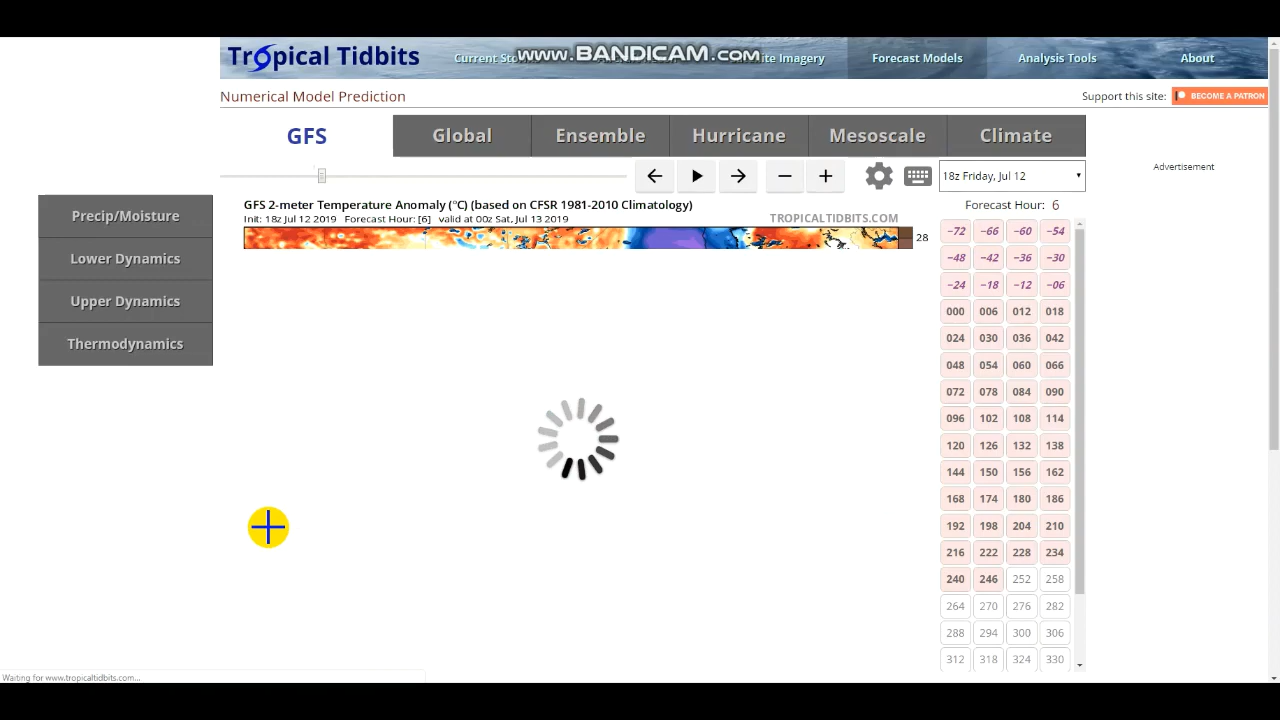 Tropical Tidbits
www.BANDICAM.com
Current Sto
te Imagery
Forecast Models
Analysis Tools
About
Numerical Model Prediction
Support this site:
BECOME A PATRON
GFS
Global
Ensemble
Hurricane
Mesoscale
Climate
18z Friday, Jul 12
Advertisement
Precip/Moisture
Lower Dynamics
Upper Dynamics
Thermodynamics
GFS 2-meter Temperature Anomaly (°C) (based on CFSR 1981-2010 Climatology)
Init: 18z Jul 12 2019 Forecast Hour: [6] valid at 00z Sat, Jul 13 2019
TROPICALTIDBITS.COM
28
Forecast Hour: 6
−72 −66 −60 −54
−48 −42 −36 −30
−24 −18 −12 −06
000 006 012 018
024 030 036 042
048 054 060 066
072 078 084 090
096 102 108 114
120 126 132 138
144 150 156 162
168 174 180 186
192 198 204 210
216 222 228 234
240 246 252 258
264 270 276 282
288 294 300 306
312 318 324 330
Waiting for www.tropicaltidbits.com...